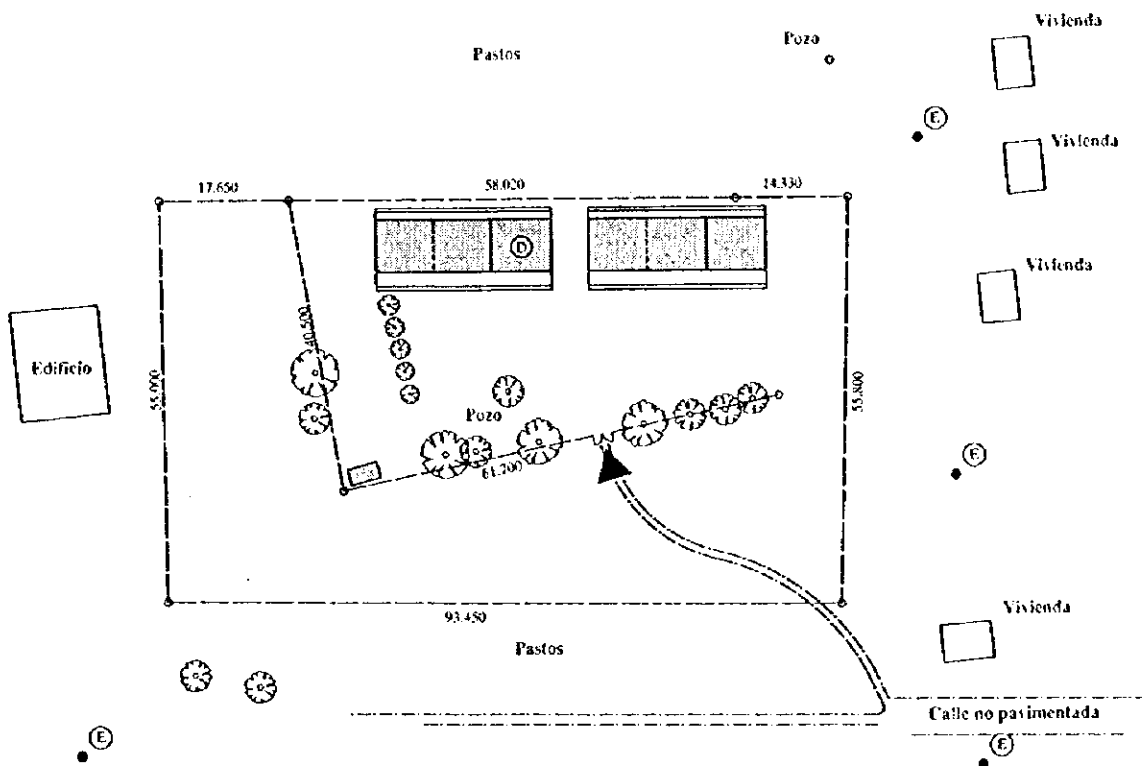 Vivienda
Pozo
Pastos
E
Vivienda
17.650
58.020
14.330
D
Vivienda
40.500
Edificio
55.000
55.800
Pozo
61.200
E
93.450
Vivienda
Pastos
Calle no pavimentada
E
E